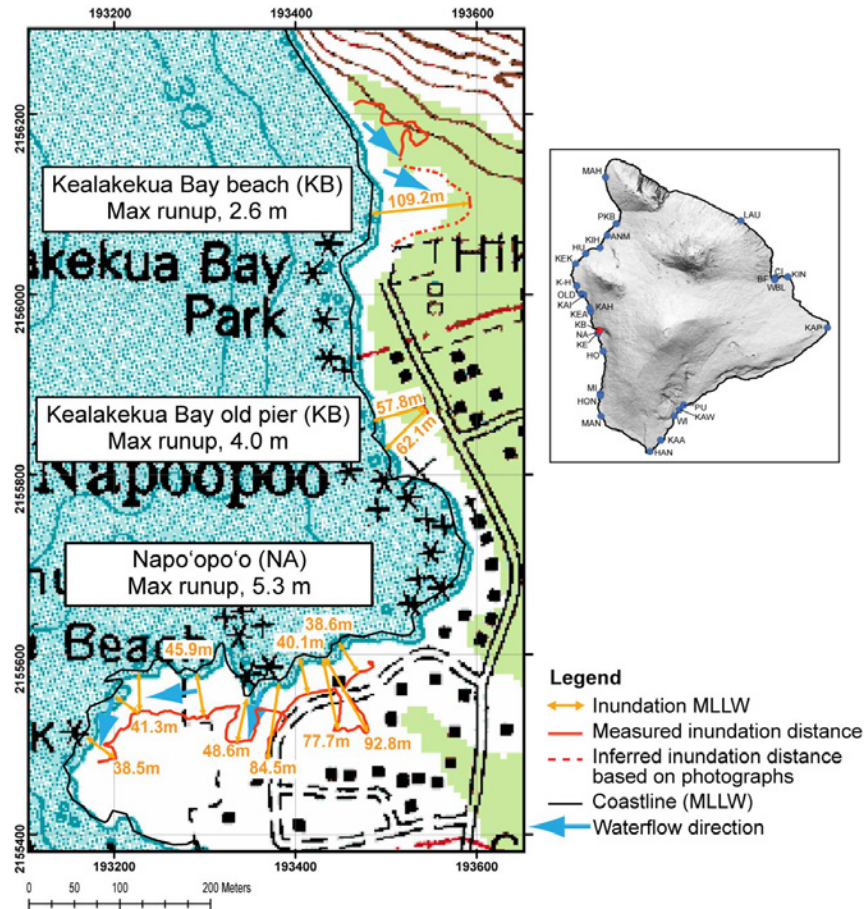 193200
193400
193600
2156200
2156000
2155800
2155600
2155400
30
Kealakekua Bay beach (KB)
Max runup, 2.6 m
109.2m
akekua Bay
Park
HIK
Kealakekua Bay old pier (KB)
Max runup, 4.0 m
57.8m
62.1m
Napoopoo
Napo‘opo‘o (NA)
Max runup, 5.3 m
Beach
38.6m
40.1m
45.9m
41.3m
38.5m
48.6m
84.5m
77.7m
92.8m
193200
193400
193600
0 50 100 200 Meters
MAH
PKB
LAU
ANM
KIH
HU
KEK
CI
KIN
BF
WBL
K-H
OLD
KAI
KAH
KEA
KB
NA
KE
HO
KAP
MI
HON
MAN
PU
KAW
WI
KAA
HAN
Legend
Inundation MLLW
Measured inundation distance
Inferred inundation distance
based on photographs
Coastline (MLLW)
Waterflow direction